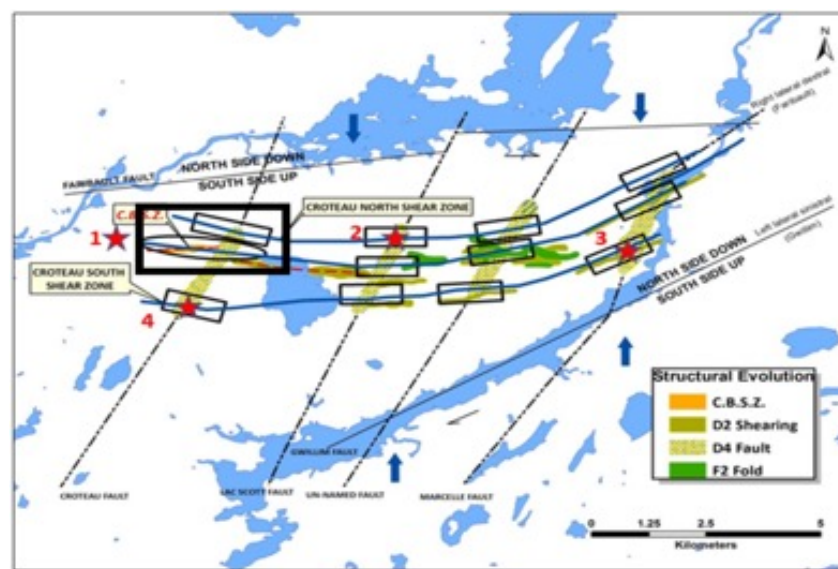 N
Right lateral dextral
(Faribault)
FAIRBAULT FAULT
NORTH SIDE DOWN
SOUTH SIDE UP
C.B.S.Z.
CROTEAU NORTH SHEAR ZONE
1
2
3
Left lateral sinistral
(Gwillim)
CROTEAU SOUTH
SHEAR ZONE
4
NORTH SIDE DOWN
SOUTH SIDE UP
Structural Evolution
C.B.S.Z.
D2 Shearing
D4 Fault
F2 Fold
GWILLIM FAULT
CROTEAU FAULT
LAC SCOTT FAULT
UN-NAMED FAULT
MARCELLE FAULT
0 1.25 2.5 5
Kilometers